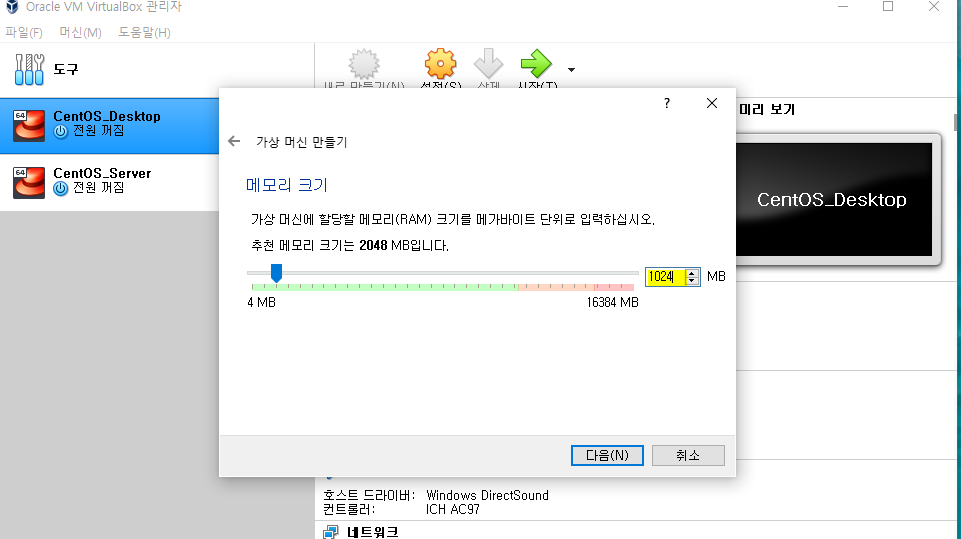 Oracle VM VirtualBox 관리자
파일(F) 머신(M) 도움말(H)
도구
새로 만들기(N) 설정(S) 삭제 시작(T)
64
CentOS_Desktop
전원 꺼짐
64
CentOS_Server
전원 꺼짐
미리 보기
CentOS_Desktop
?
가상 머신 만들기
메모리 크기
가상 머신에 할당할 메모리(RAM) 크기를 메가바이트 단위로 입력하십시오.
추천 메모리 크기는 2048 MB입니다.
1024 MB
4 MB 16384 MB
다음(N) 취소
호스트 드라이버: Windows DirectSound
컨트롤러: ICH AC97
네트워크